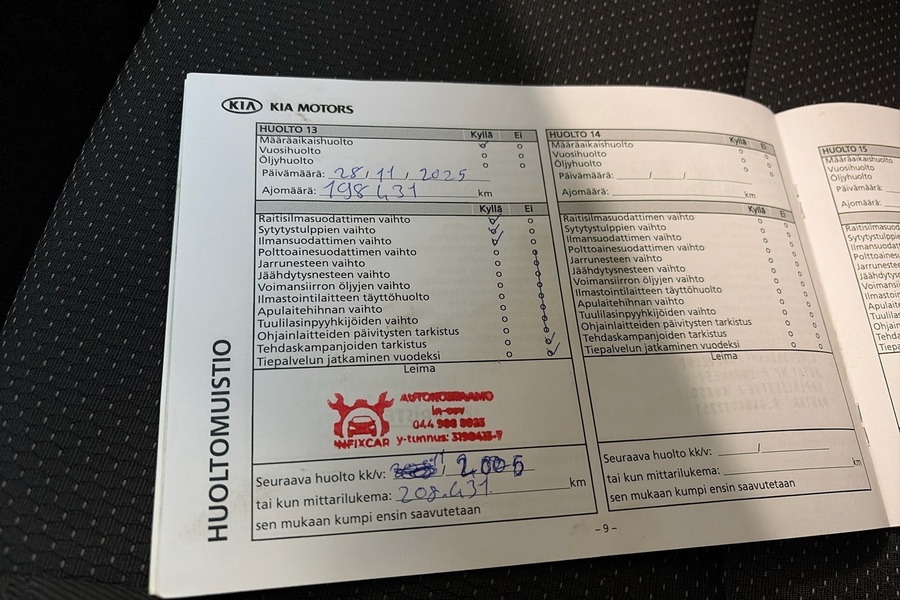 KIA KIA MOTORS
HUOLTO 13 Kyllä Ei
Määräaikaishuolto
Vuosihuolto
Öljyhuolto
Päivämäärä: 28, 11, 2025
Ajomäärä: 198431 km
Kyllä Ei
Raitisilmasuodattimen vaihto
Sytytystulppien vaihto
Ilmansuodattimen vaihto
Polttoainesuodattimen vaihto
Jarrunesteen vaihto
Jäähdytysnesteen vaihto
Voimansiirron öljyjen vaihto
Ilmastointilaitteen täyttöhuolto
Apulaitehihnan vaihto
Tuulilasinpyyhkijöiden vaihto
Ohjainlaitteiden päivitysten tarkistus
Tehdaskampanjoiden tarkistus
Tiepalvelun jatkaminen vuodeksi
Leima
INFIXCAR y-tunnus:
Seuraava huolto kk/v:
tai kun mittarilukema: 208.431 km
sen mukaan kumpi ensin saavutetaan
HUOLTO 14 Kyllä Ei
Määräaikaishuolto
Vuosihuolto
Öljyhuolto
Päivämäärä: / /
Ajomäärä: km
Kyllä Ei
Raitisilmasuodattimen vaihto
Sytytystulppien vaihto
Ilmansuodattimen vaihto
Polttoainesuodattimen vaihto
Jarrunesteen vaihto
Jäähdytysnesteen vaihto
Voimansiirron öljyjen vaihto
Ilmastointilaitteen täyttöhuolto
Apulaitehihnan vaihto
Tuulilasinpyyhkijöiden vaihto
Ohjainlaitteiden päivitysten tarkistus
Tehdaskampanjoiden tarkistus
Tiepalvelun jatkaminen vuodeksi
Leima
Seuraava huolto kk/v: /
tai kun mittarilukema: km
sen mukaan kumpi ensin saavutetaan
- 9 -
HUOLTOMUISTIO
HUOLTO 15
Määräaikaishuolto
Vuosihuolto
Öljyhuolto
Päivämäärä:
Ajomäärä: